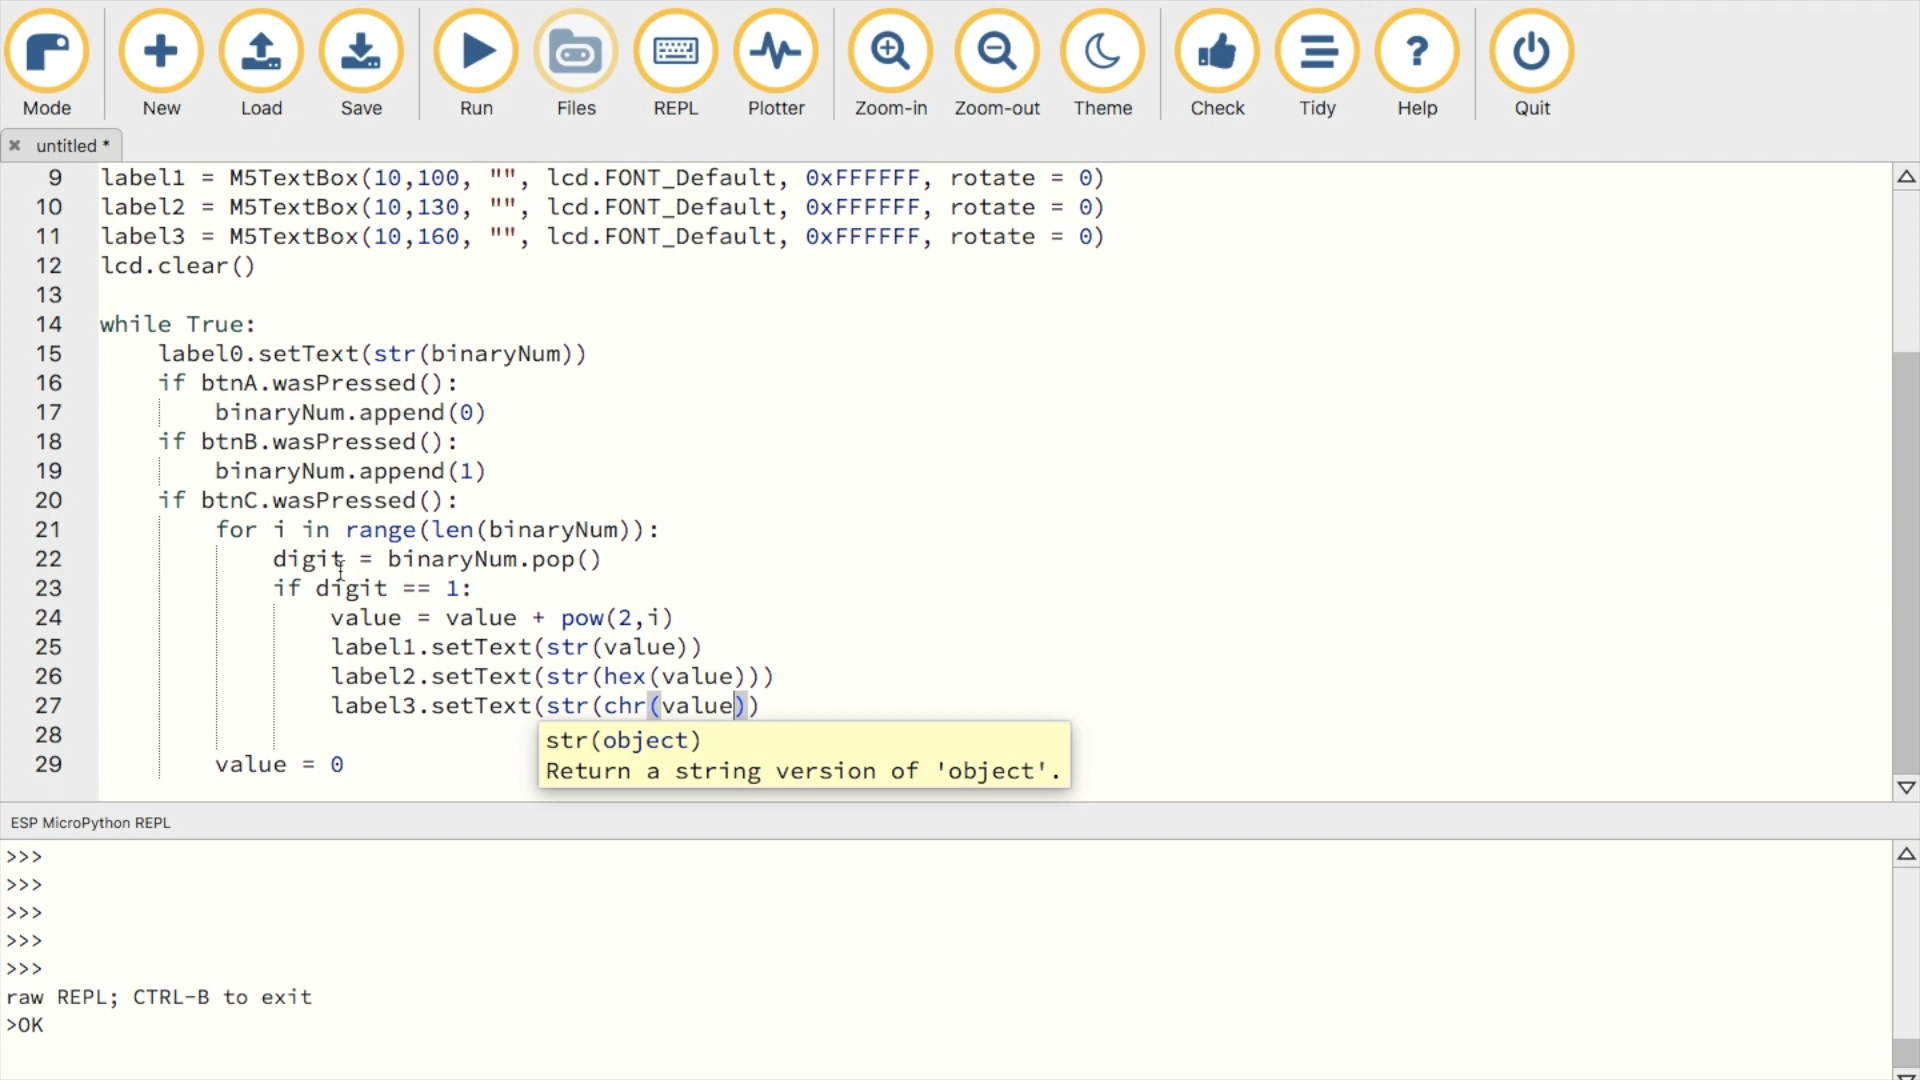 Mode New Load Save Run Files REPL Plotter Zoom-in Zoom-out Theme Check Tidy Help Quit
untitled *
9 label1 = M5TextBox(10,100, "", lcd.FONT_Default, 0xFFFFFF, rotate = 0)
10 label2 = M5TextBox(10,130, "", lcd.FONT_Default, 0xFFFFFF, rotate = 0)
11 label3 = M5TextBox(10,160, "", lcd.FONT_Default, 0xFFFFFF, rotate = 0)
12 lcd.clear()
13
14 while True:
15     label0.setText(str(binaryNum))
16     if btnA.wasPressed():
17         binaryNum.append(0)
18     if btnB.wasPressed():
19         binaryNum.append(1)
20     if btnC.wasPressed():
21         for i in range(len(binaryNum)):
22             digit = binaryNum.pop()
23             if digit == 1:
24                 value = value + pow(2,i)
25                 label1.setText(str(value))
26                 label2.setText(str(hex(value)))
27                 label3.setText(str(chr(value))
28
29         value = 0
str(object)
Return a string version of 'object'.
ESP MicroPython REPL
>>>
>>>
>>>
>>>
>>>
raw REPL; CTRL-B to exit
>OK